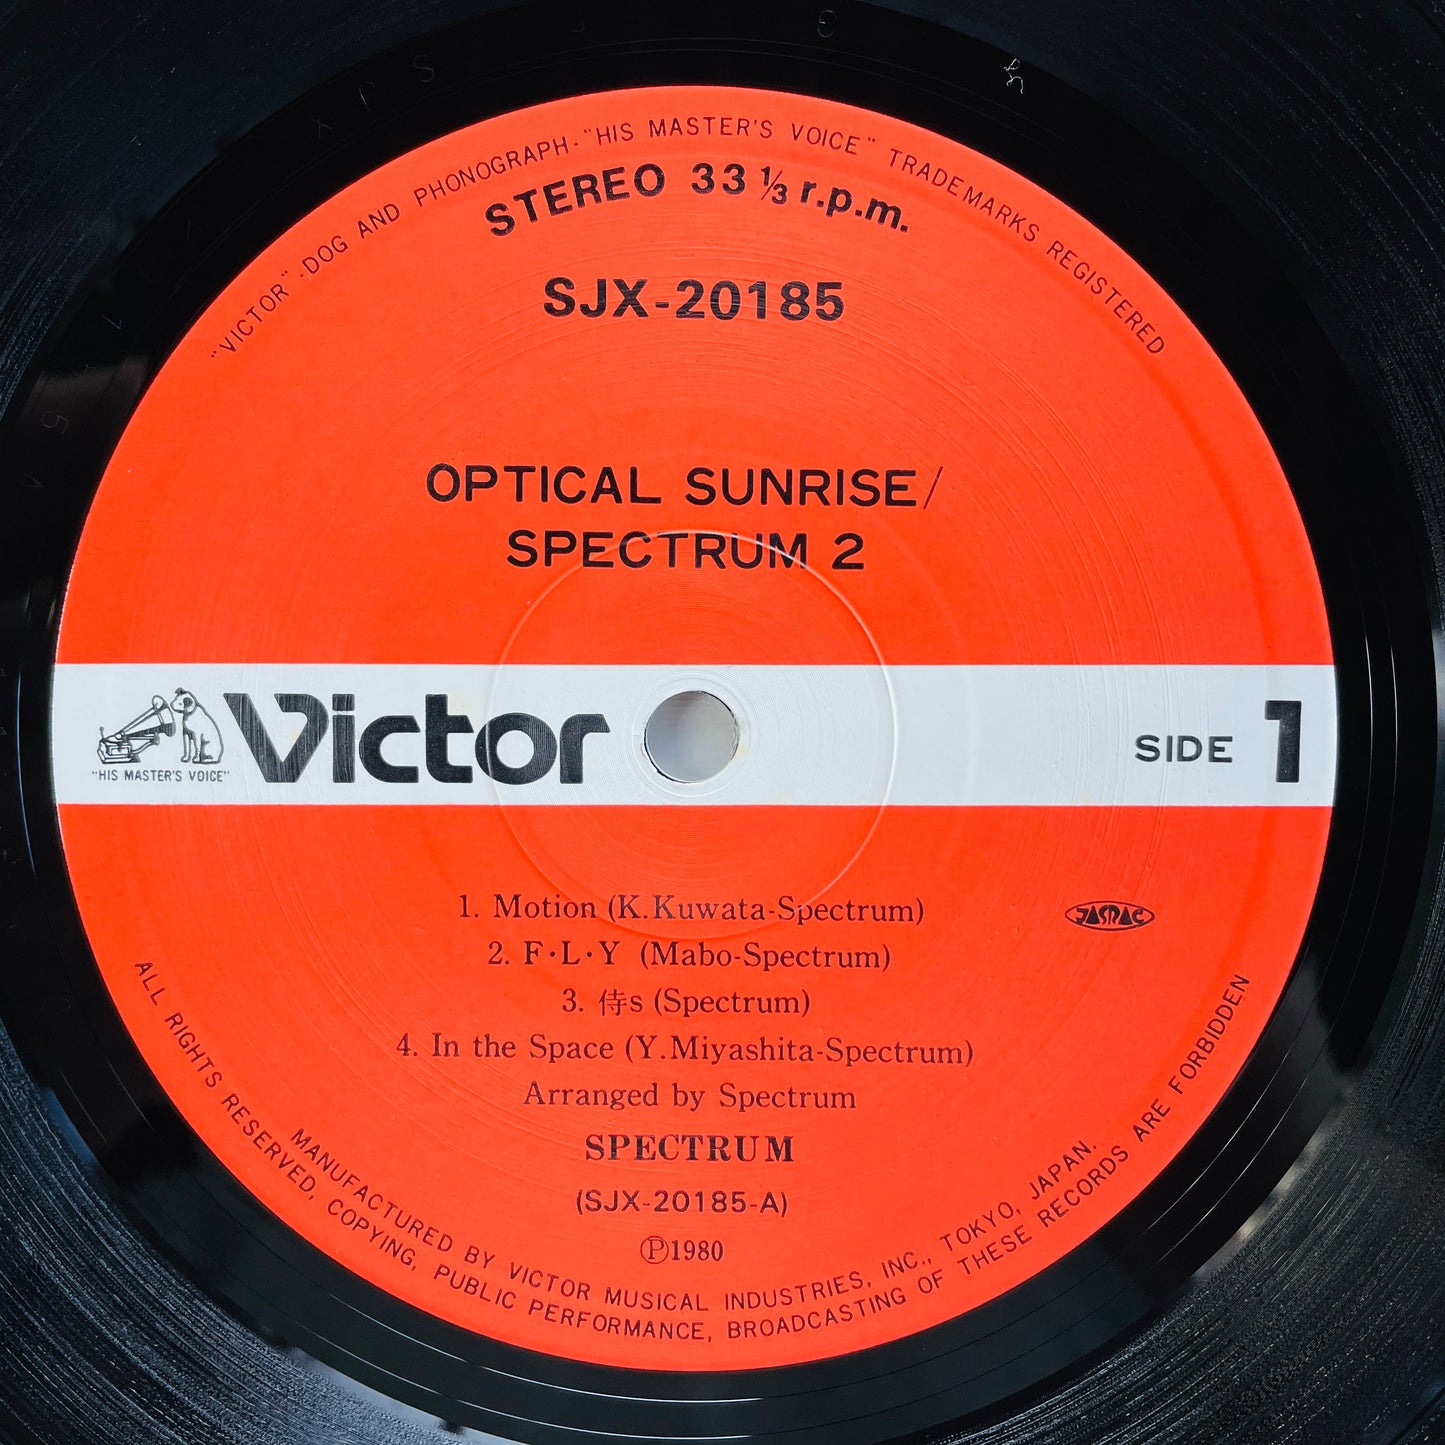 "VICTOR"-DOG AND PHONOGRAPH-"HIS MASTER'S VOICE" TRADEMARKS REGISTERED
STEREO 33 1/3 r.p.m.
SJX-20185
OPTICAL SUNRISE/
SPECTRUM 2
"HIS MASTER'S VOICE"
Victor
SIDE 1
1. Motion (K.Kuwata-Spectrum)
JASRAC
2. F·L·Y (Mabo-Spectrum)
3. 侍s (Spectrum)
4. In the Space (Y.Miyashita-Spectrum)
Arranged by Spectrum
SPECTRUM
(SJX-20185-A)
Ⓟ1980
MANUFACTURED BY VICTOR MUSICAL INDUSTRIES, INC., TOKYO, JAPAN.
ALL RIGHTS RESERVED, COPYING, PUBLIC PERFORMANCE, BROADCASTING OF THESE RECORDS ARE FORBIDDEN